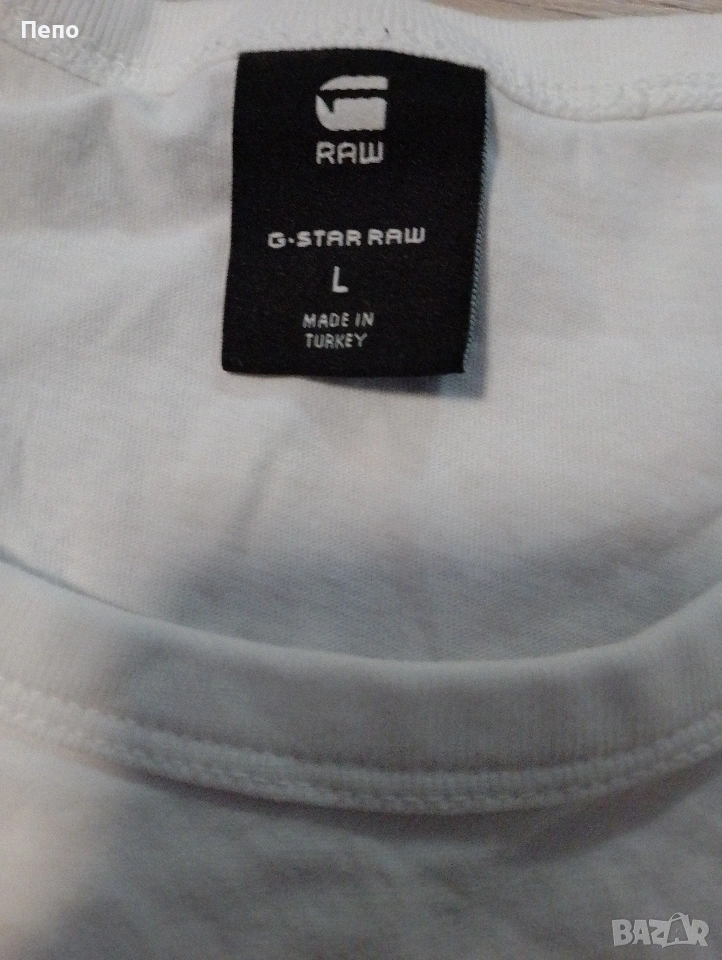 Пепо
RAW
G-STAR RAW
L
MADE IN
TURKEY
BAZAR